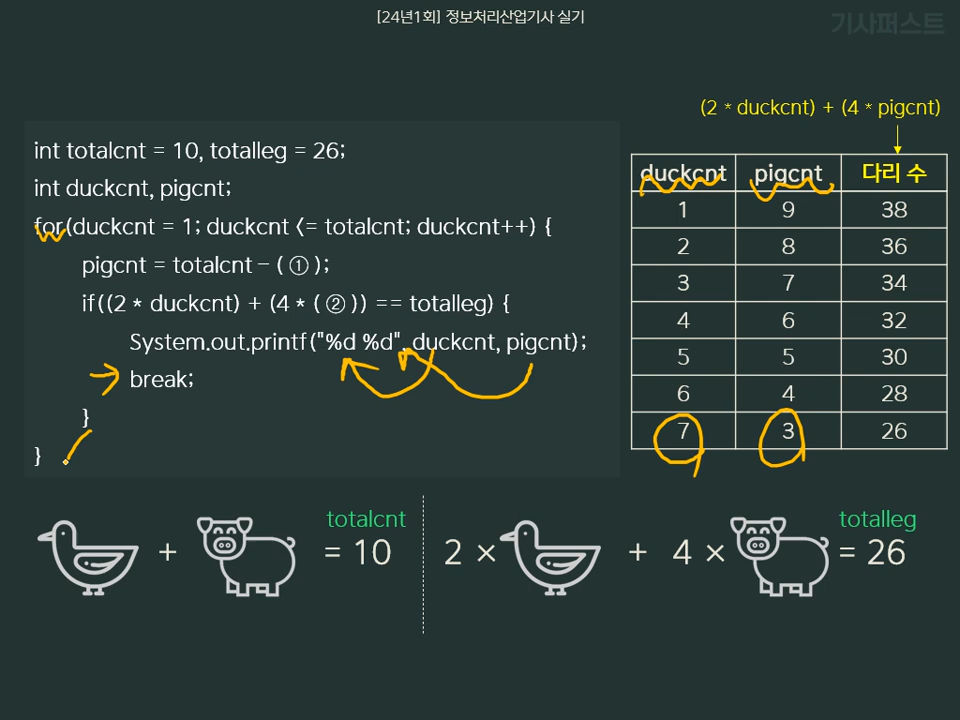 [24년1회] 정보처리산업기사 실기
기사퍼스트
int totalcnt = 10, totalleg = 26;
int duckcnt, pigcnt;
for(duckcnt = 1; duckcnt <= totalcnt; duckcnt++) {
pigcnt = totalcnt - ( ① );
if((2 * duckcnt) + (4 * ( ② )) == totalleg) {
System.out.printf("%d %d", duckcnt, pigcnt);
break;
}
}
(2 * duckcnt) + (4 * pigcnt)
duckcnt pigcnt 다리 수
1 9 38
2 8 36
3 7 34
4 6 32
5 5 30
6 4 28
7 3 26
totalcnt
+ = 10
totalleg
2 × + 4 × = 26